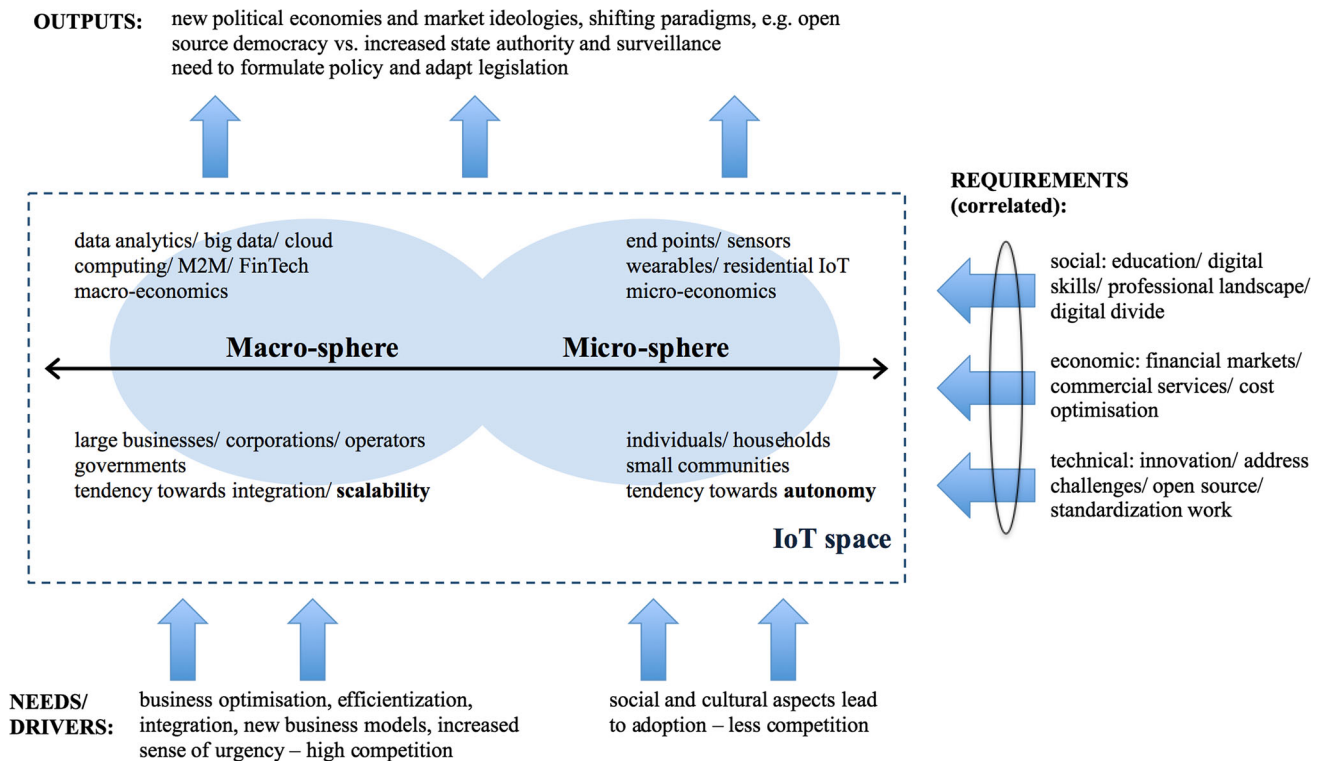 OUTPUTS: new political economies and market ideologies, shifting paradigms, e.g. open
source democracy vs. increased state authority and surveillance
need to formulate policy and adapt legislation
REQUIREMENTS
(correlated):
data analytics/ big data/ cloud
computing/ M2M/ FinTech
macro-economics
end points/ sensors
wearables/ residential IoT
micro-economics
social: education/ digital
skills/ professional landscape/
digital divide
Macro-sphere
Micro-sphere
economic: financial markets/
commercial services/ cost
optimisation
large businesses/ corporations/ operators
governments
tendency towards integration/ scalability
individuals/ households
small communities
tendency towards autonomy
technical: innovation/ address
challenges/ open source/
standardization work
IoT space
NEEDS/
DRIVERS:
business optimisation, efficientization,
integration, new business models, increased
sense of urgency – high competition
social and cultural aspects lead
to adoption – less competition